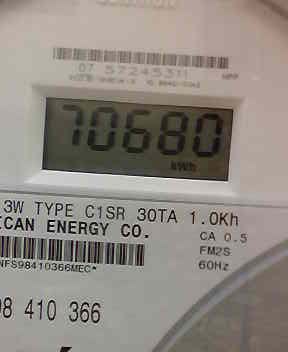 07 57245311
70680
kWh
3W TYPE C1SR 30TA 1.0Kh
ICAN ENERGY CO.
CA 0.5
FM2S
60Hz
NFS98410366MEC*
98 410 366